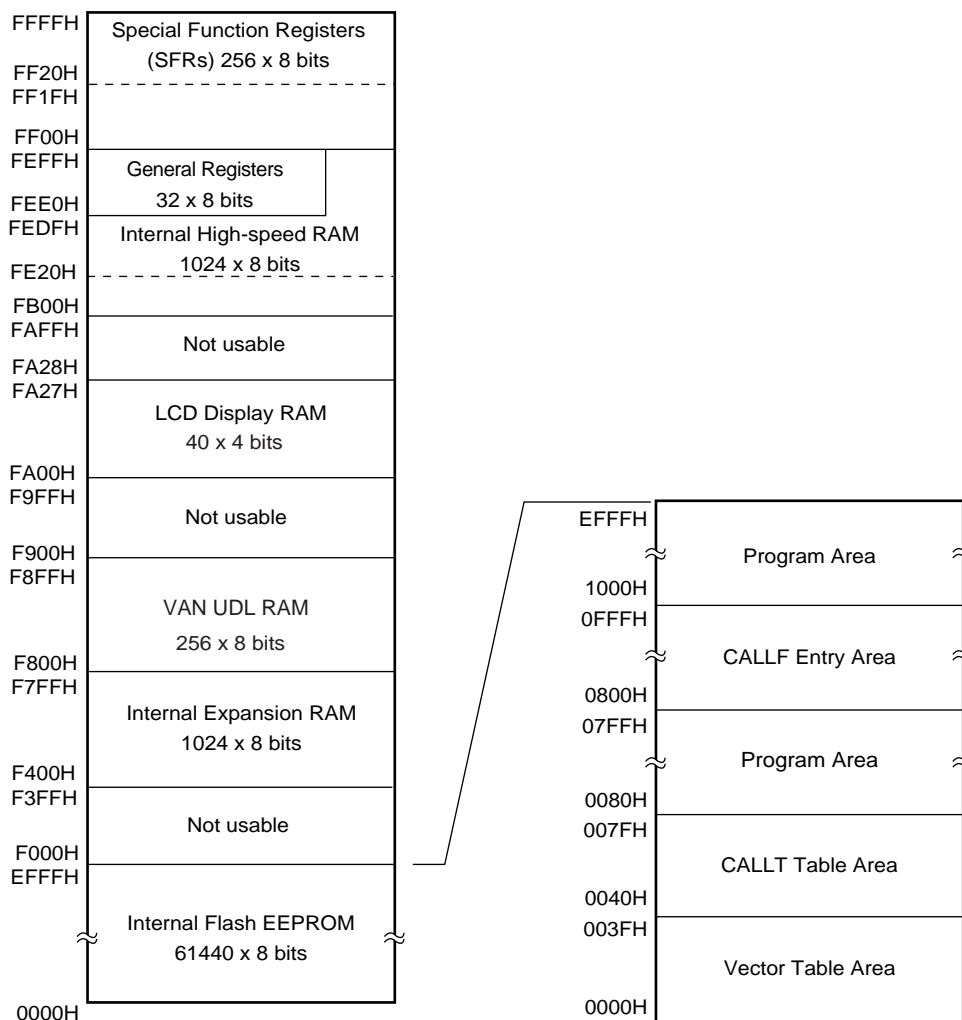 FFFFH
Special Function Registers
(SFRs) 256 x 8 bits
FF20H
FF1FH
FF00H
FEFFH
General Registers
32 x 8 bits
FEE0H
FEDFH
Internal High-speed RAM
1024 x 8 bits
FE20H
FB00H
FAFFH
Not usable
FA28H
FA27H
LCD Display RAM
40 x 4 bits
FA00H
F9FFH
Not usable
F900H
F8FFH
VAN UDL RAM
256 x 8 bits
F800H
F7FFH
Internal Expansion RAM
1024 x 8 bits
F400H
F3FFH
Not usable
F000H
EFFFH
Internal Flash EEPROM
61440 x 8 bits
0000H
EFFFH
Program Area
1000H
0FFFH
CALLF Entry Area
0800H
07FFH
Program Area
0080H
007FH
CALLT Table Area
0040H
003FH
Vector Table Area
0000H